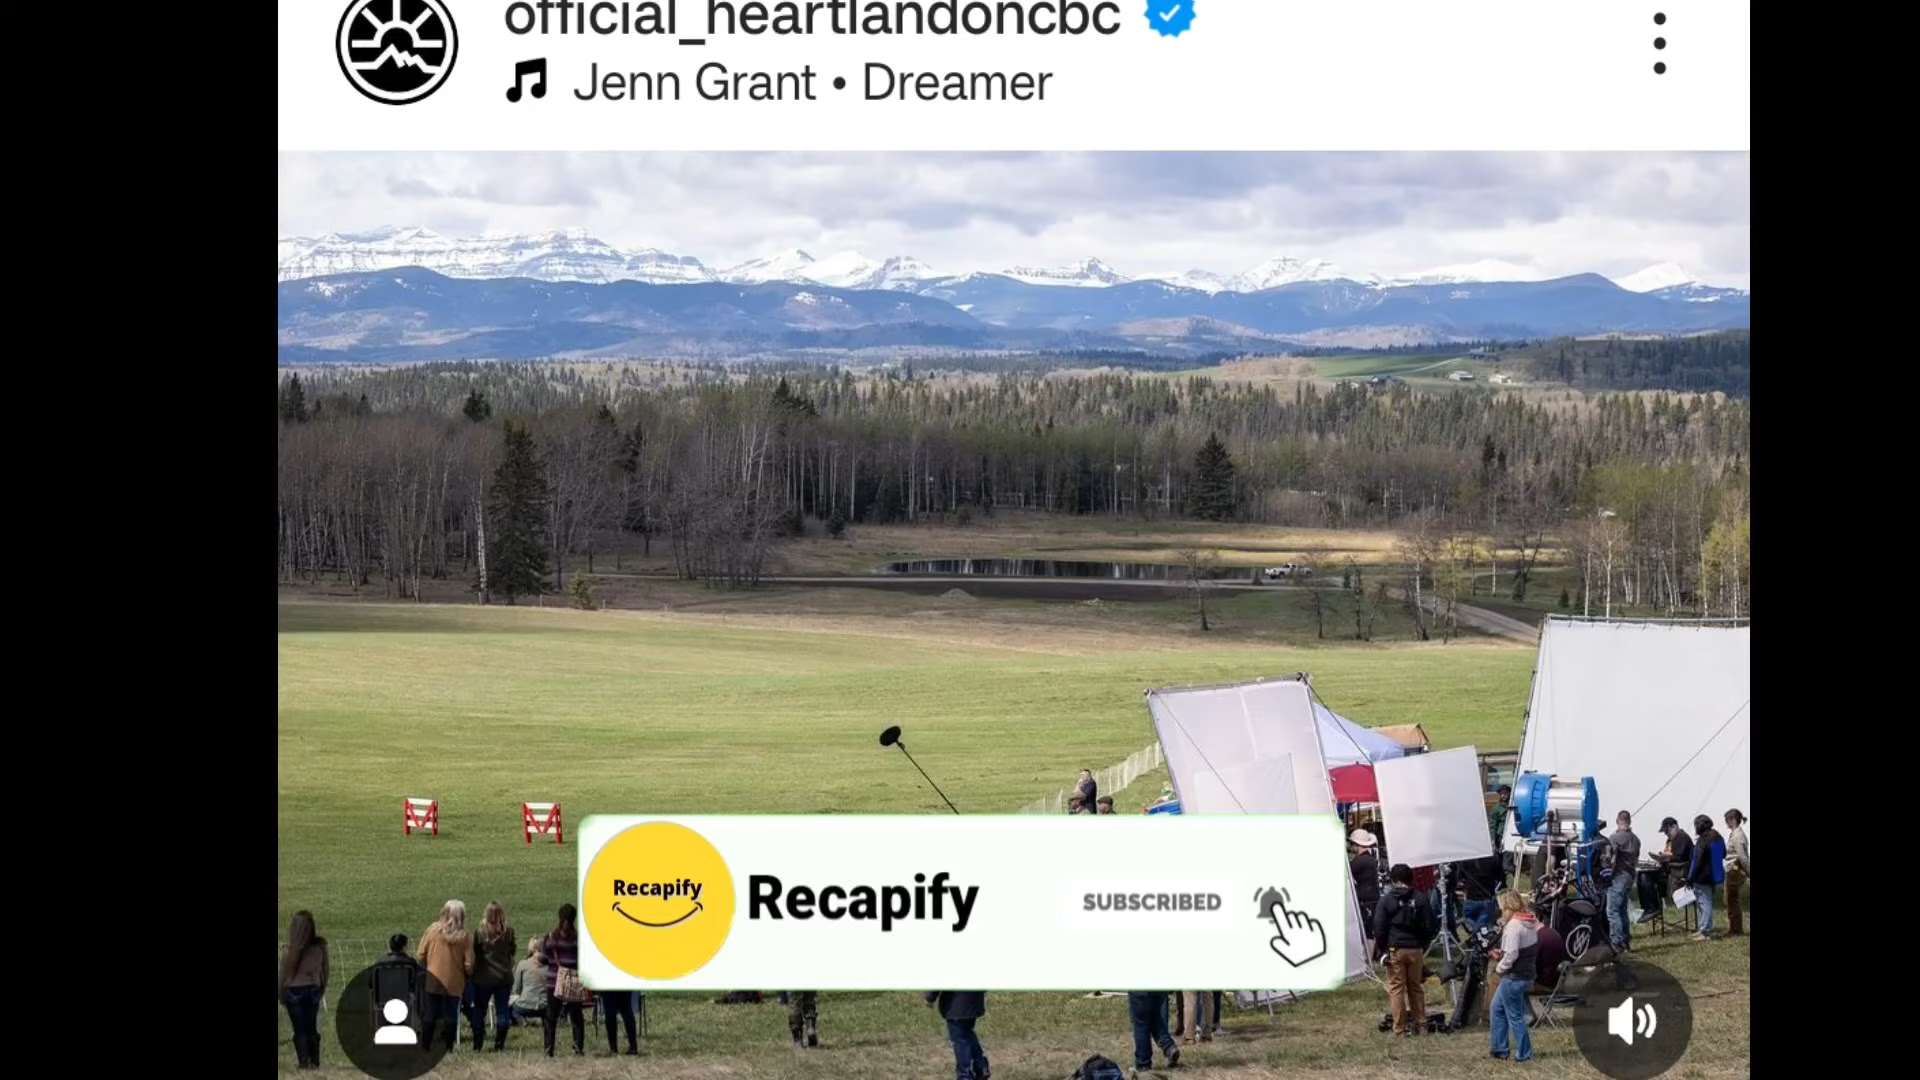 official_heartlandoncbc
Jenn Grant • Dreamer
Recapify
Recapify
SUBSCRIBED